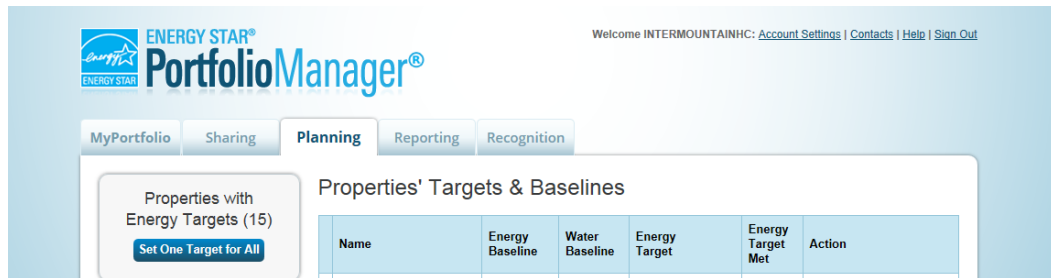 ENERGY STAR®
Welcome INTERMOUNTAINHC: Account Settings | Contacts | Help | Sign Out
energy
ENERGY STAR
PortfolioManager®
MyPortfolio Sharing Planning Reporting Recognition
Properties with
Energy Targets (15)
Set One Target for All
Properties' Targets & Baselines
Name
Energy
Baseline
Water
Baseline
Energy
Target
Energy
Target
Met
Action